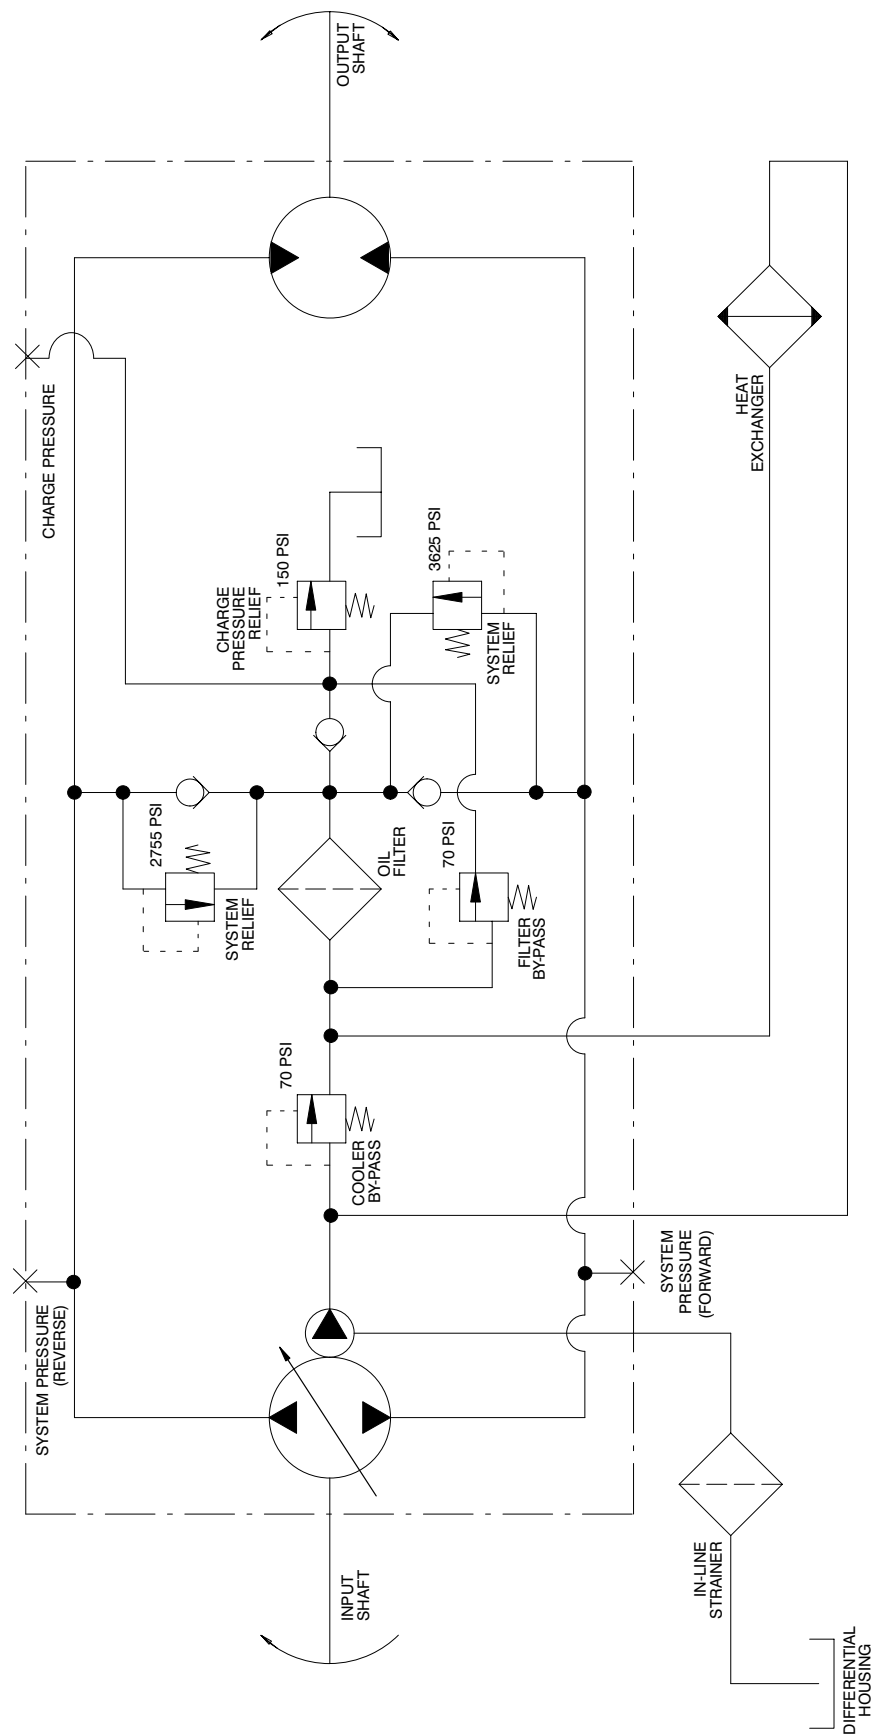 OUTPUT
SHAFT
CHARGE PRESSURE
HEAT
EXCHANGER
150 PSI
CHARGE
PRESSURE
RELIEF
3625 PSI
SYSTEM
RELIEF
2755 PSI
SYSTEM
RELIEF
OIL
FILTER
70 PSI
FILTER
BY-PASS
70 PSI
COOLER
BY-PASS
SYSTEM PRESSURE
(REVERSE)
SYSTEM
PRESSURE
(FORWARD)
INPUT
SHAFT
IN-LINE
STRAINER
DIFFERENTIAL
HOUSING